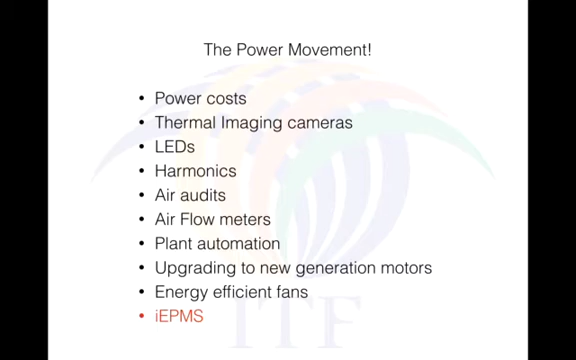 The Power Movement!
• Power costs
• Thermal Imaging cameras
• LEDs
• Harmonics
• Air audits
• Air Flow meters
• Plant automation
• Upgrading to new generation motors
• Energy efficient fans
• iEPMS
ITF